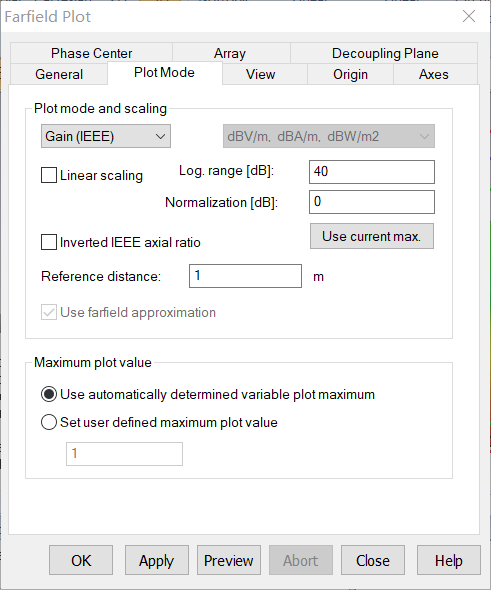 Farfield Plot
Phase Center Array Decoupling Plane
General Plot Mode View Origin Axes
Plot mode and scaling
Gain (IEEE) dBV/m, dBA/m, dBW/m2
Linear scaling Log. range [dB]: 40
Normalization [dB]: 0
Inverted IEEE axial ratio Use current max.
Reference distance: 1 m
Use farfield approximation
Maximum plot value
Use automatically determined variable plot maximum
Set user defined maximum plot value
1
OK Apply Preview Abort Close Help